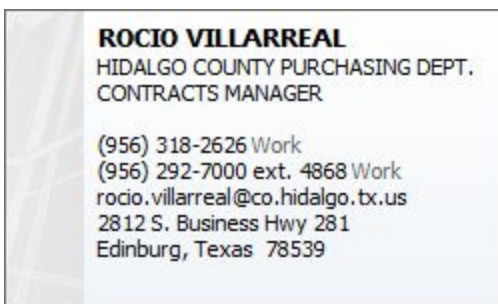 ROCIO VILLARREAL
HIDALGO COUNTY PURCHASING DEPT.
CONTRACTS MANAGER
(956) 318-2626 Work
(956) 292-7000 ext. 4868 Work
rocio.villarreal@co.hidalgo.tx.us
2812 S. Business Hwy 281
Edinburg, Texas 78539